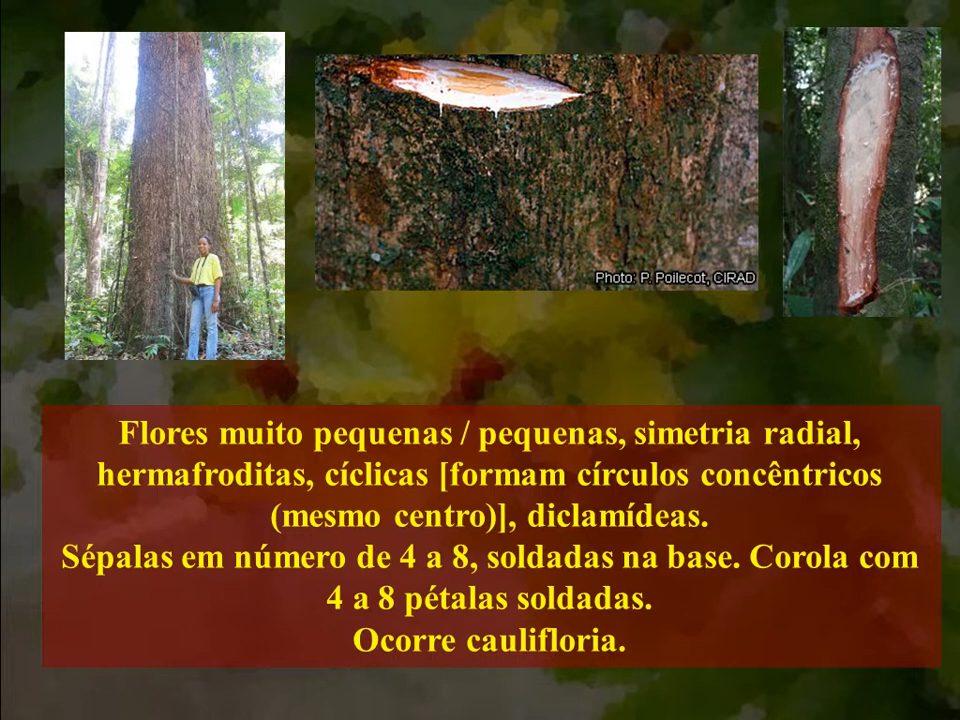 Photo: P. Poilecot, CIRAD
Flores muito pequenas / pequenas, simetria radial,
hermafroditas, cíclicas [formam círculos concêntricos
(mesmo centro)], diclamídeas.
Sépalas em número de 4 a 8, soldadas na base. Corola com
4 a 8 pétalas soldadas.
Ocorre caulifloria.